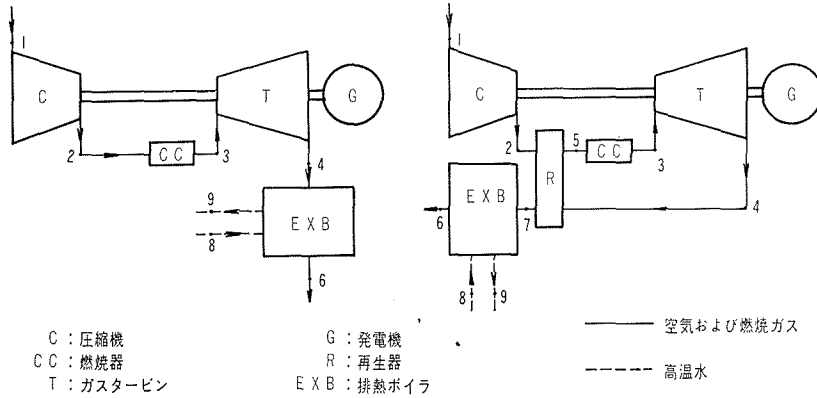 1
C
T
G
2
CC
3
4
9
8
EXB
6
1
C
T
G
2
5
CC
3
R
EXB
6
7
4
8
9
C：圧縮機
CC：燃焼器
T：ガスタービン
G：発電機
R：再生器
EXB：排熱ボイラ
空気および燃焼ガス
高温水